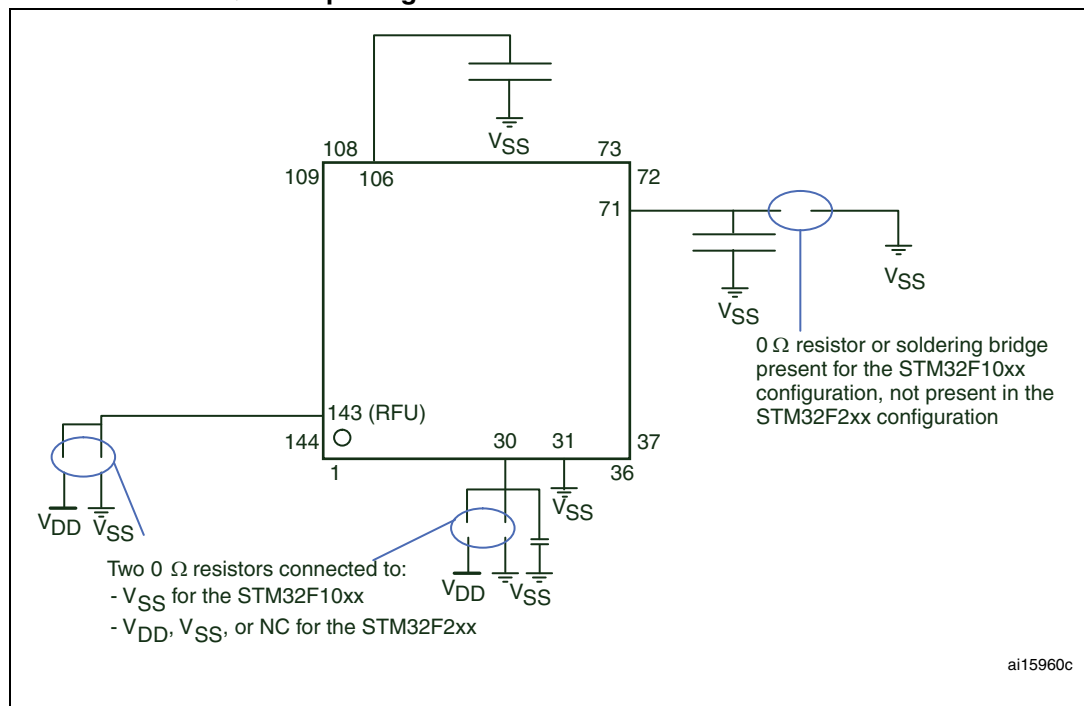 VSS
108
73
109
106
72
71
VSS
VSS
0 Ω resistor or soldering bridge
present for the STM32F10xx
configuration, not present in the
STM32F2xx configuration
143 (RFU)
144
30
31
37
1
36
VSS
VDD VSS
VDD VSS
Two 0 Ω resistors connected to:
- VSS for the STM32F10xx
- VDD, VSS, or NC for the STM32F2xx
ai15960c